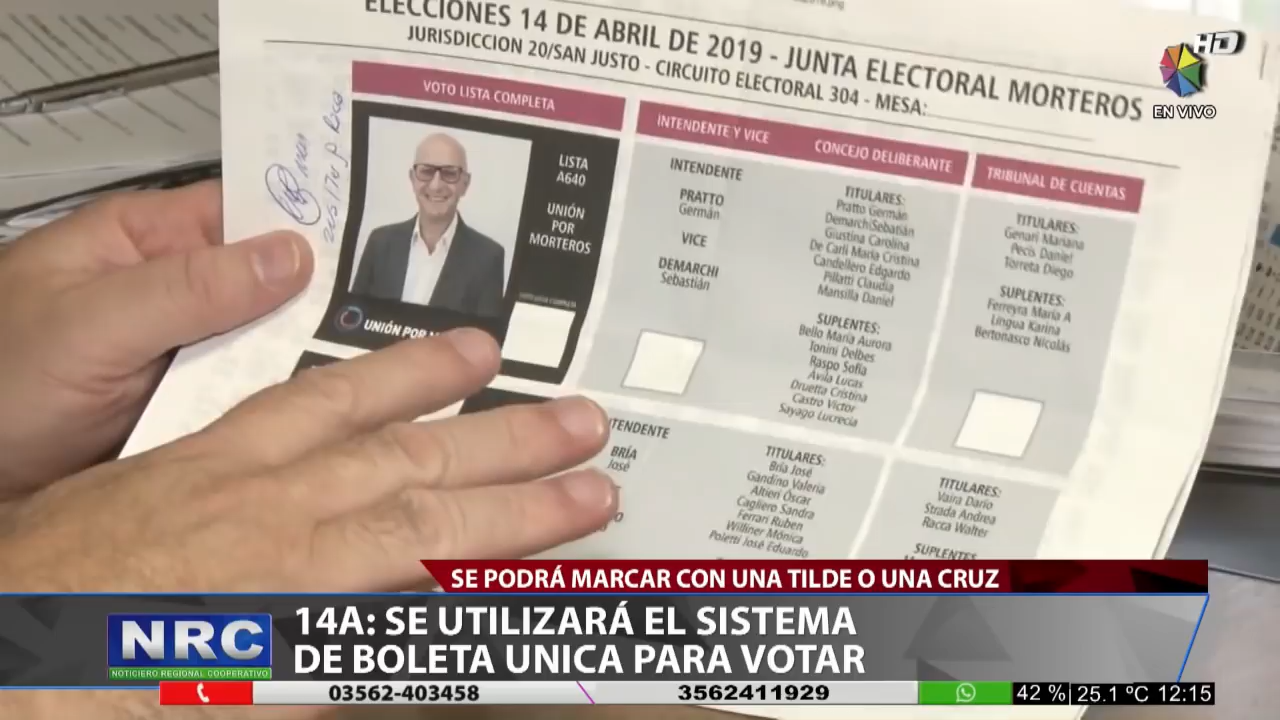 ELECCIONES 14 DE ABRIL DE 2019 - JUNTA ELECTORAL MORTEROS
JURISDICCION 20/SAN JUSTO - CIRCUITO ELECTORAL 304 - MESA:
HD
EN VIVO
VOTO LISTA COMPLETA
LISTA
A640
UNIÓN
POR
MORTEROS
UNIÓN POR
INTENDENTE Y VICE
INTENDENTE
PRATTO
Germán
VICE
DEMARCHI
Sebastián
CONCEJO DELIBERANTE
TITULARES:
Pratto Germán
DemarchiSebatián
Giustina Carolina
De Carli María Cristina
Candellero Edgardo
Pillatti Claudia
Mansilla Daniel
SUPLENTES:
Bello María Aurora
Tonini Delbes
Raspo Sofía
Avila Lucas
Druetta Cristina
Castro Victor
Sayago Lucrecia
TRIBUNAL DE CUENTAS
TITULARES:
Genari Mariana
Pecis Daniel
Torreta Diego
SUPLENTES:
Ferreyra María A
Lingua Karina
Bertonasco Nicolás
NTENDENTE
BRÍA
José
TITULARES:
Bría José
Gandino Valeria
Altieri Óscar
Cagliero Sandra
Ferrari Ruben
Williner Mónica
Poletti José Eduardo
TITULARES:
Vaira Darío
Strada Andrea
Racca Walter
SUPLENTES
SE PODRÁ MARCAR CON UNA TILDE O UNA CRUZ
14A: SE UTILIZARÁ EL SISTEMA
DE BOLETA UNICA PARA VOTAR
NRC
NOTICIERO REGIONAL COOPERATIVO
03562-403458
3562411929
42 % 25.1 ºC 12:15